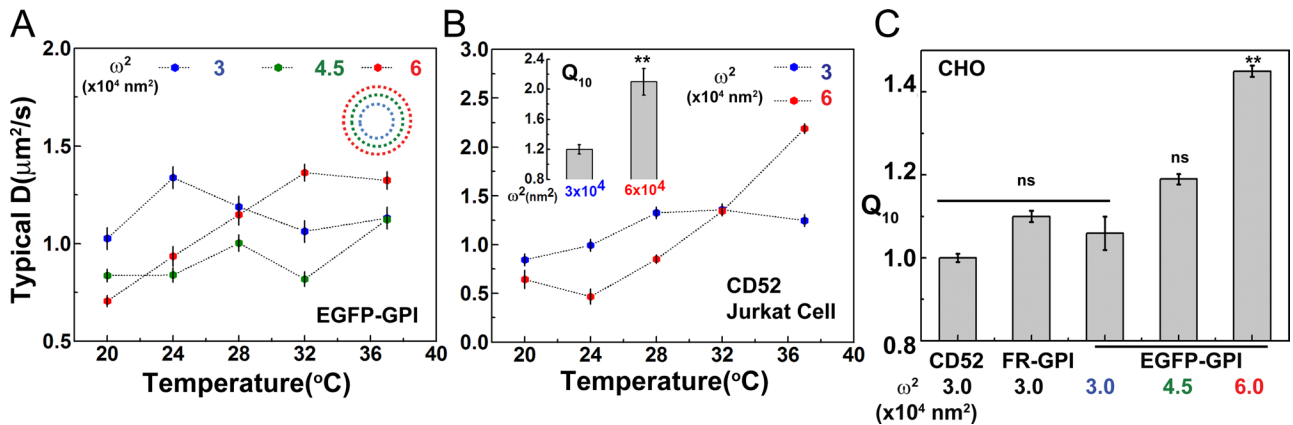 A
Typical D(μm²/s)
2.0
1.5
1.0
0.5
ω² 3 4.5 6
(x10⁴ nm²)
EGFP-GPI
20 24 28 32 36 40
Temperature(°C)
B
3.0
2.5
2.0
1.5
1.0
0.5
0.0
2.4
2.0
1.6
1.2
0.8
0.4
Q₁₀
**
ω²(nm²) 3x10⁴ 6x10⁴
ω² 3
(x10⁴ nm²) 6
CD52
Jurkat Cell
20 24 28 32 36 40
Temperature(°C)
C
Q₁₀
1.4
1.2
1.0
0.8
CHO
ns
ns
**
CD52 FR-GPI EGFP-GPI
ω² 3.0 3.0 3.0 4.5 6.0
(x10⁴ nm²)